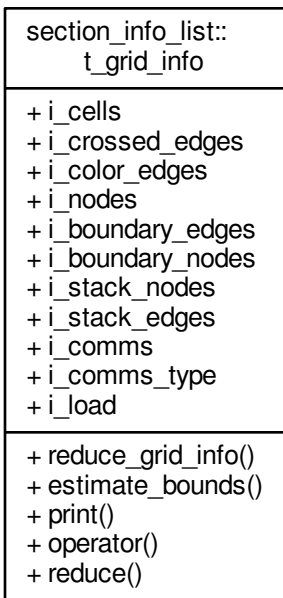 section_info_list::
t_grid_info
+ i_cells
+ i_crossed_edges
+ i_color_edges
+ i_nodes
+ i_boundary_edges
+ i_boundary_nodes
+ i_stack_nodes
+ i_stack_edges
+ i_comms
+ i_comms_type
+ i_load
+ reduce_grid_info()
+ estimate_bounds()
+ print()
+ operator()
+ reduce()